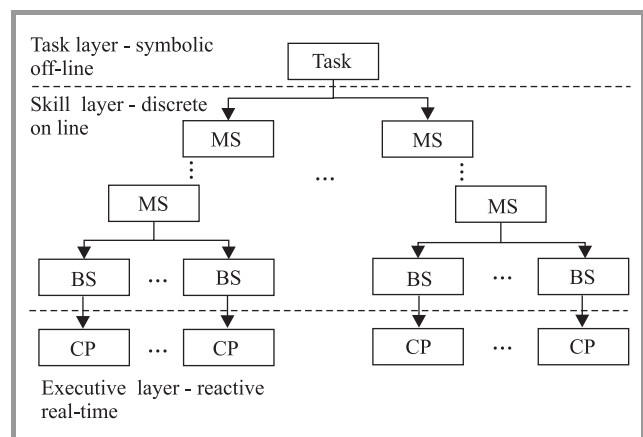 Task layer - symbolic
off-line
Task
Skill layer - discrete
on line
MS MS
...
MS MS
BS ... BS BS ... BS
CP ... CP CP ... CP
Executive layer - reactive
real-time